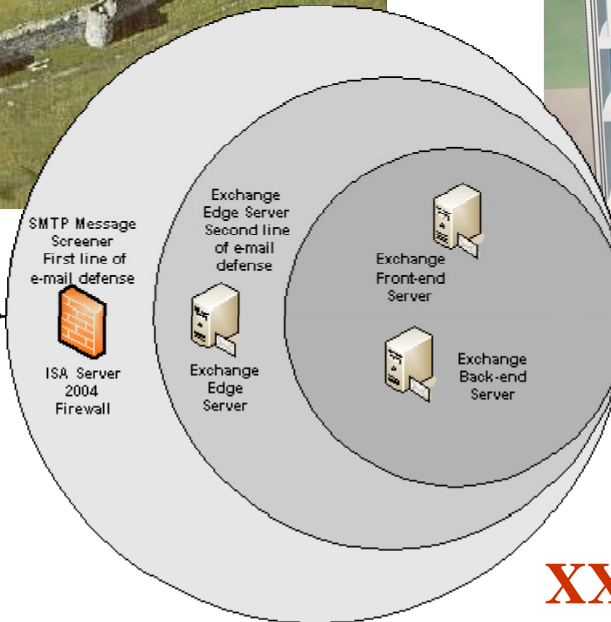 SMTP Message
Screener
First line of
e-mail defense
ISA Server
2004
Firewall
Exchange
Edge Server
Second line
of e-mail
defense
Exchange
Edge
Server
Exchange
Front-end
Server
Exchange
Back-end
Server
XX